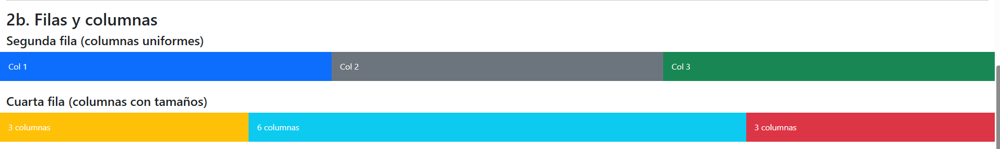 2b. Filas y columnas
Segunda fila (columnas uniformes)
Col 1 Col 2 Col 3
Cuarta fila (columnas con tamaños)
3 columnas 6 columnas 3 columnas